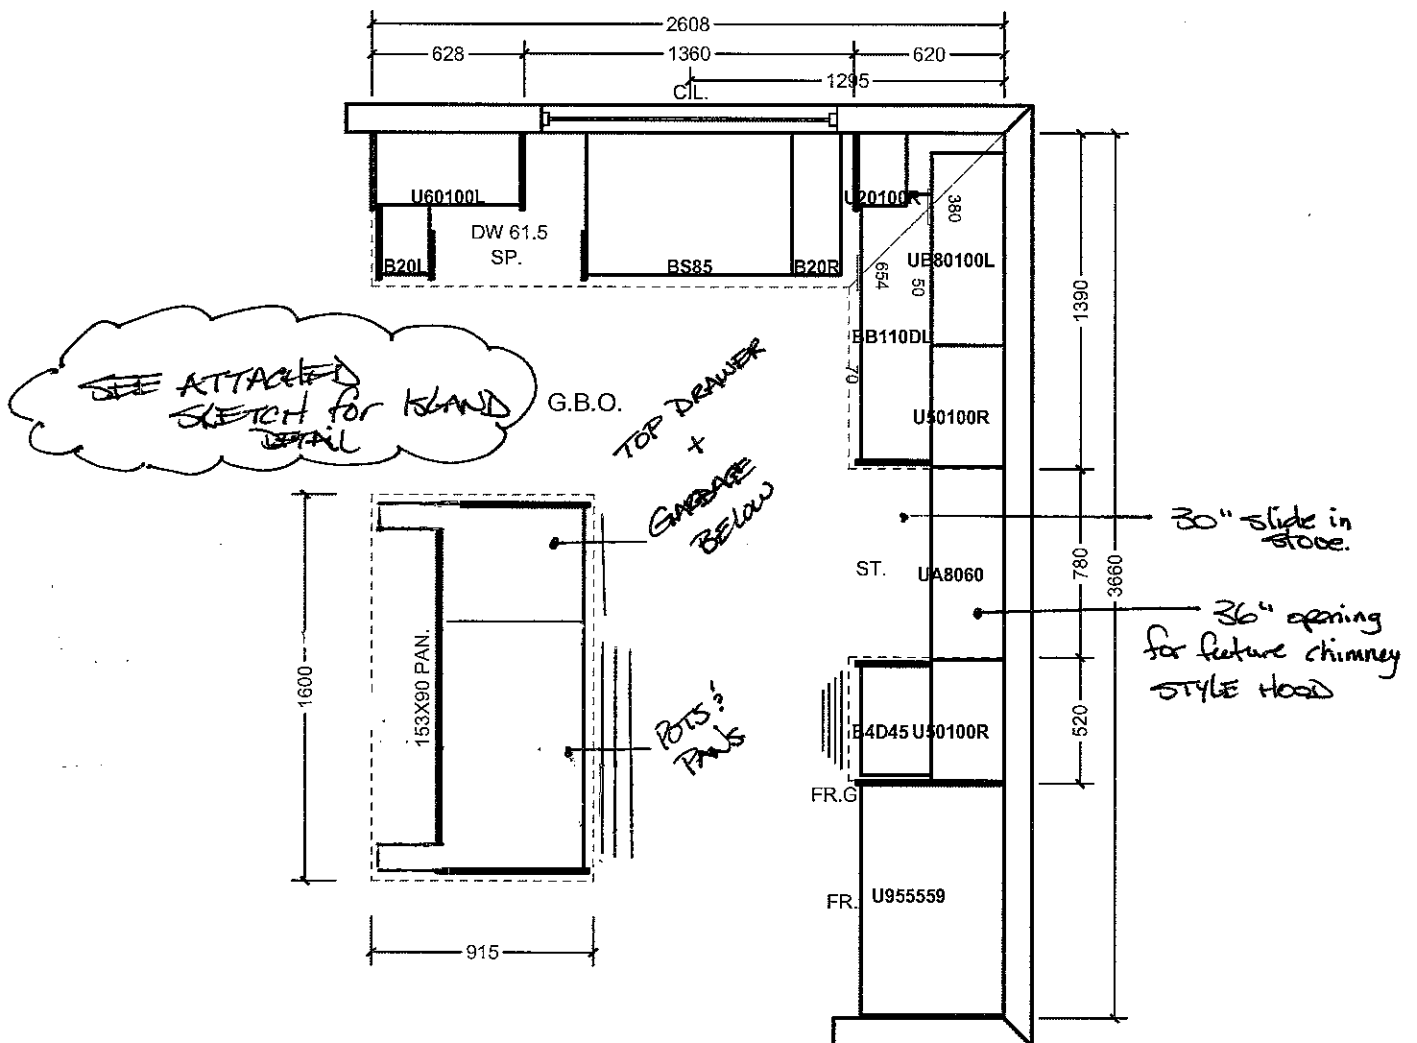 2608
628
1360
620
1295
CIL.
U60100L
U20100R
380
DW 61.5
SP.
B20L
BS85
B20R
654
50
UB80100L
1390
BB110DL
70
SEE ATTACHED
SKETCH for ISLAND
DETAIL
G.B.O.
TOP DRAWER
+
GARBAGE
BELOW
U50100R
30" slide in
stove.
ST.
UA8060
780
3660
36" opening
for feature chimney
STYLE HOOD
1600
153X90 PAN.
POTS &
PANS
B4D45
U50100R
520
FR.G
FR.
U955559
915